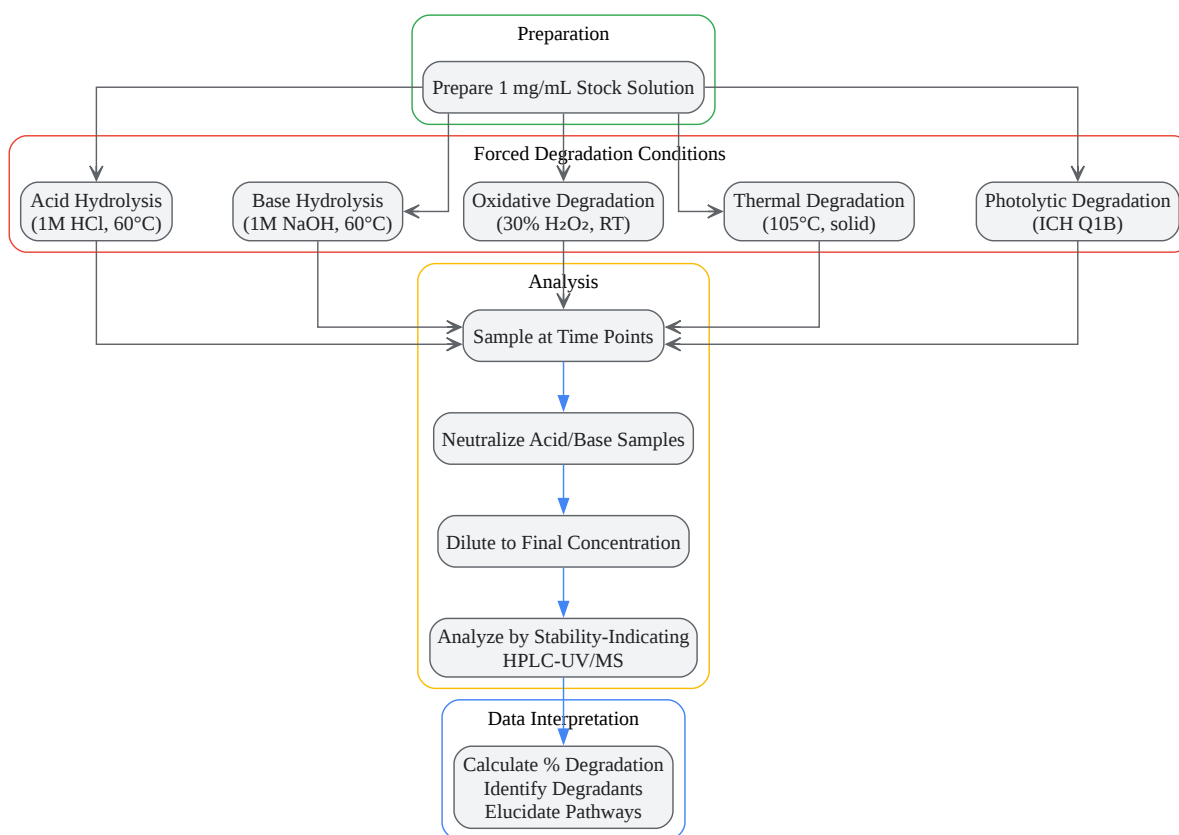 Preparation
Prepare 1 mg/mL Stock Solution
Forced Degradation Conditions
Acid Hydrolysis
(1M HCl, 60°C)
Base Hydrolysis
(1M NaOH, 60°C)
Oxidative Degradation
(30% H₂O₂, RT)
Thermal Degradation
(105°C, solid)
Photolytic Degradation
(ICH Q1B)
Analysis
Sample at Time Points
Neutralize Acid/Base Samples
Dilute to Final Concentration
Analyze by Stability-Indicating
HPLC-UV/MS
Data Interpretation
Calculate % Degradation
Identify Degradants
Elucidate Pathways